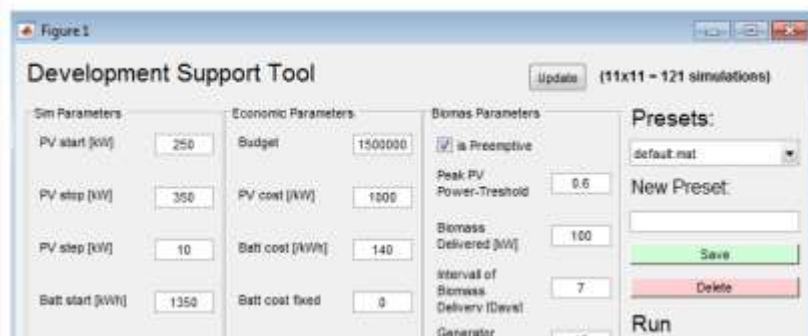 Figure 1
Development Support Tool
Update (11x11 = 121 simulations)
Sim Parameters
PV start [kW] 250
PV stop [kW] 350
PV step [kW] 10
Batt start [kWh] 1350
Economic Parameters
Budget 1500000
PV cost [/kW] 1000
Batt cost [/kWh] 140
Batt cost fixed 0
Biomas Parameters
is Preemptive
Peak PV
Power-Treshold 0.6
Biomass
Delivered [kW] 100
Intervall of
Biomass
Delivery [Days] 7
Generator
Presets:
default.mat
New Preset:
Save
Delete
Run